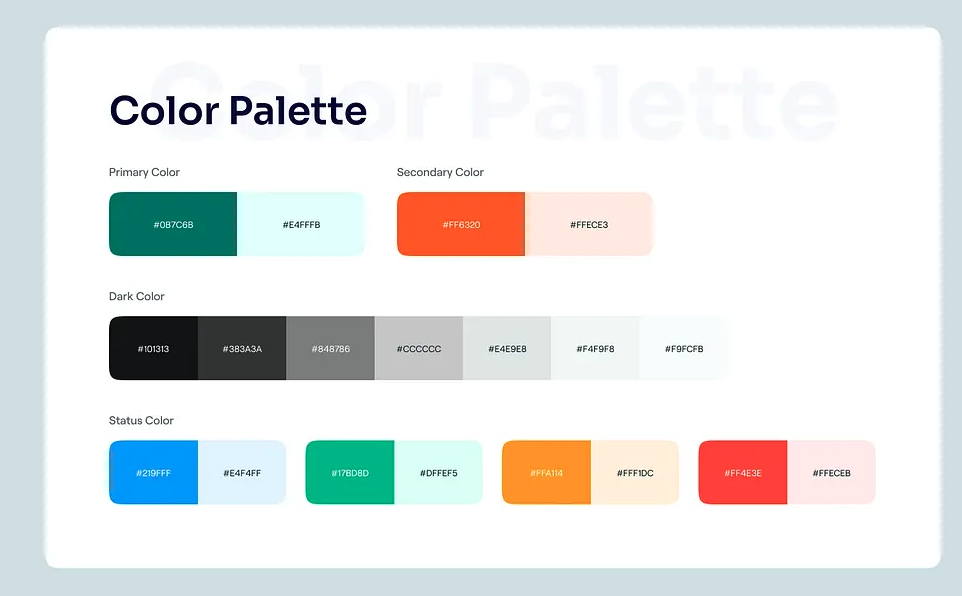 Color Palette
Color Palette
Primary Color
Secondary Color
#0B7C6B
#E4FFFB
#FF6320
#FFECE3
Dark Color
#101313
#383A3A
#848786
#CCCCCC
#E4E9E8
#F4F9F8
#F9FCFB
Status Color
#219FFF
#E4F4FF
#17BD8D
#DFFEF5
#FFA114
#FFF1DC
#FF4E3E
#FFECEB